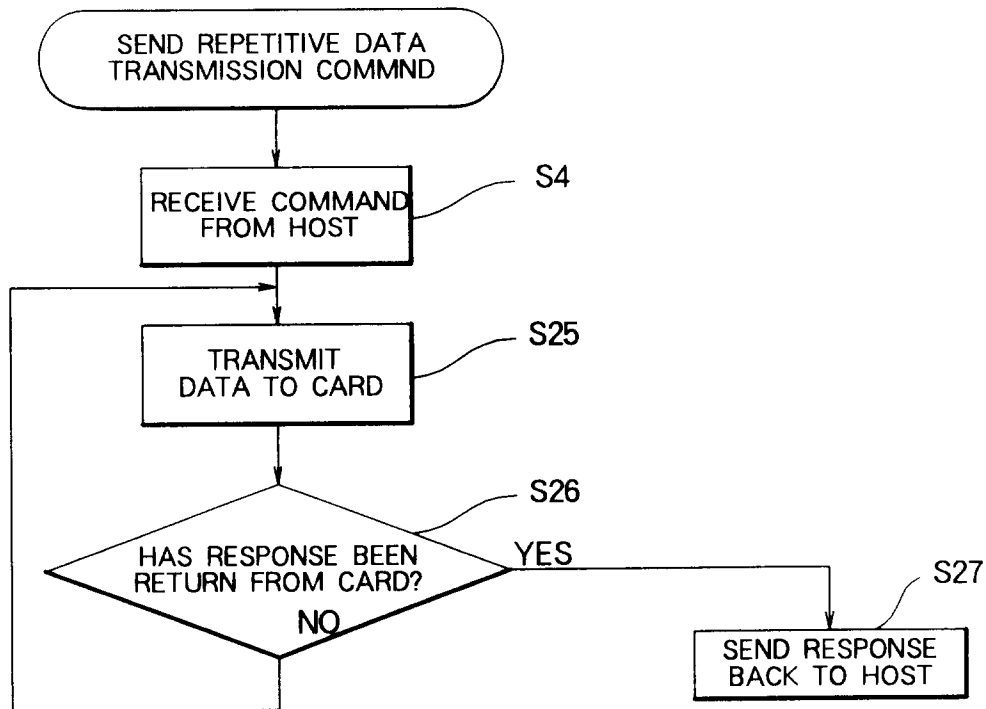 SEND REPETITIVE DATA
TRANSMISSION COMMND
RECEIVE COMMAND
FROM HOST
S4
TRANSMIT
DATA TO CARD
S25
HAS RESPONSE BEEN
RETURN FROM CARD?
S26
YES
NO
SEND RESPONSE
BACK TO HOST
S27